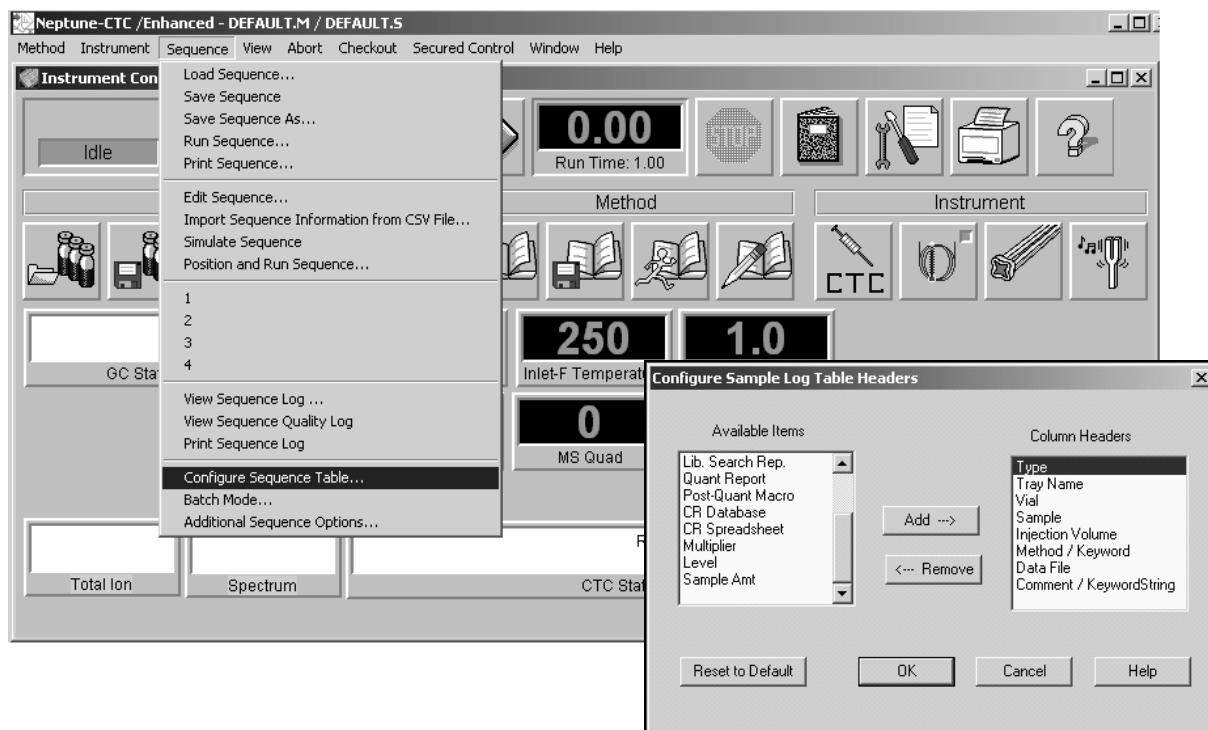 Neptune-CTC /Enhanced - DEFAULT.M / DEFAULT.S
Method Instrument Sequence View Abort Checkout Secured Control Window Help
Instrument Con
Load Sequence...
Save Sequence
Save Sequence As...
Run Sequence...
Print Sequence...
Edit Sequence...
Import Sequence Information from CSV File...
Simulate Sequence
Position and Run Sequence...
1
2
3
4
View Sequence Log ...
View Sequence Quality Log
Print Sequence Log
Configure Sequence Table...
Batch Mode...
Additional Sequence Options...
Idle
0.00
Run Time: 1.00
STOP
Method
Instrument
CTC
GC Sta
250
Inlet-F Temperat
1.0
0
MS Quad
R
Total Ion
Spectrum
CTC Stat
Configure Sample Log Table Headers
Available Items
Lib. Search Rep.
Quant Report
Post-Quant Macro
CR Database
CR Spreadsheet
Multiplier
Level
Sample Amt
Add --->
<--- Remove
Column Headers
Type
Tray Name
Vial
Sample
Injection Volume
Method / Keyword
Data File
Comment / KeywordString
Reset to Default
OK
Cancel
Help